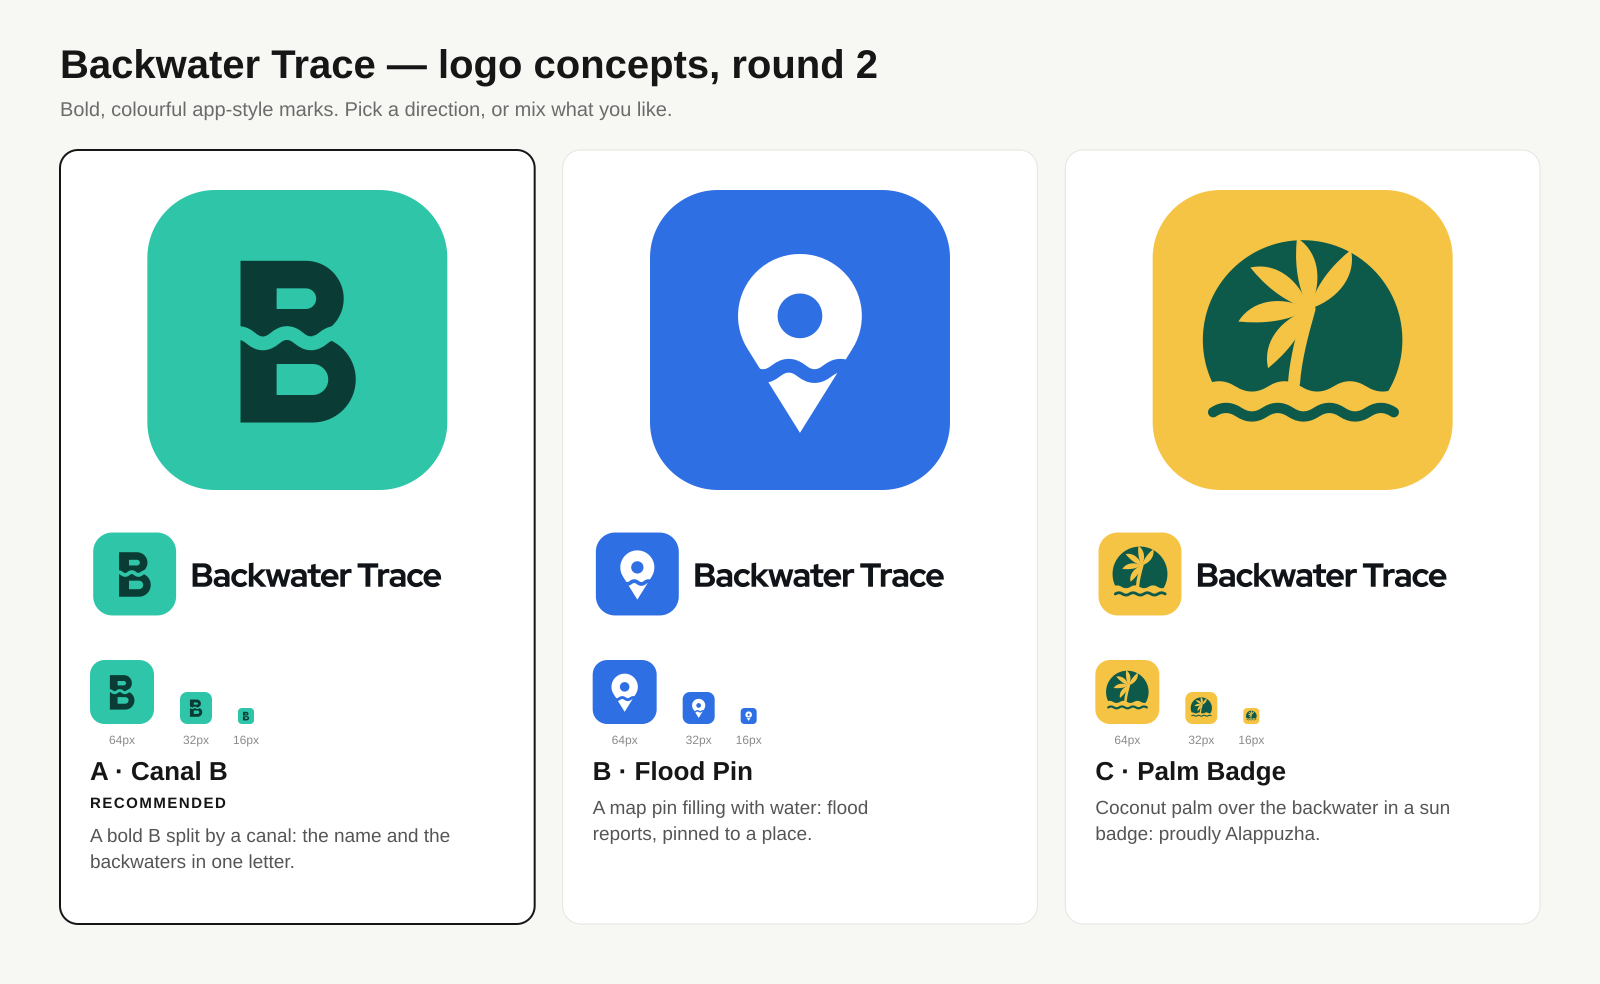 Backwater Trace — logo concepts, round 2
Bold, colourful app-style marks. Pick a direction, or mix what you like.
B
B Backwater Trace
B
B
B
64px 32px 16px
A · Canal B
RECOMMENDED
A bold B split by a canal: the name and the
backwaters in one letter.
Backwater Trace
64px 32px 16px
B · Flood Pin
A map pin filling with water: flood
reports, pinned to a place.
Backwater Trace
64px 32px 16px
C · Palm Badge
Coconut palm over the backwater in a sun
badge: proudly Alappuzha.